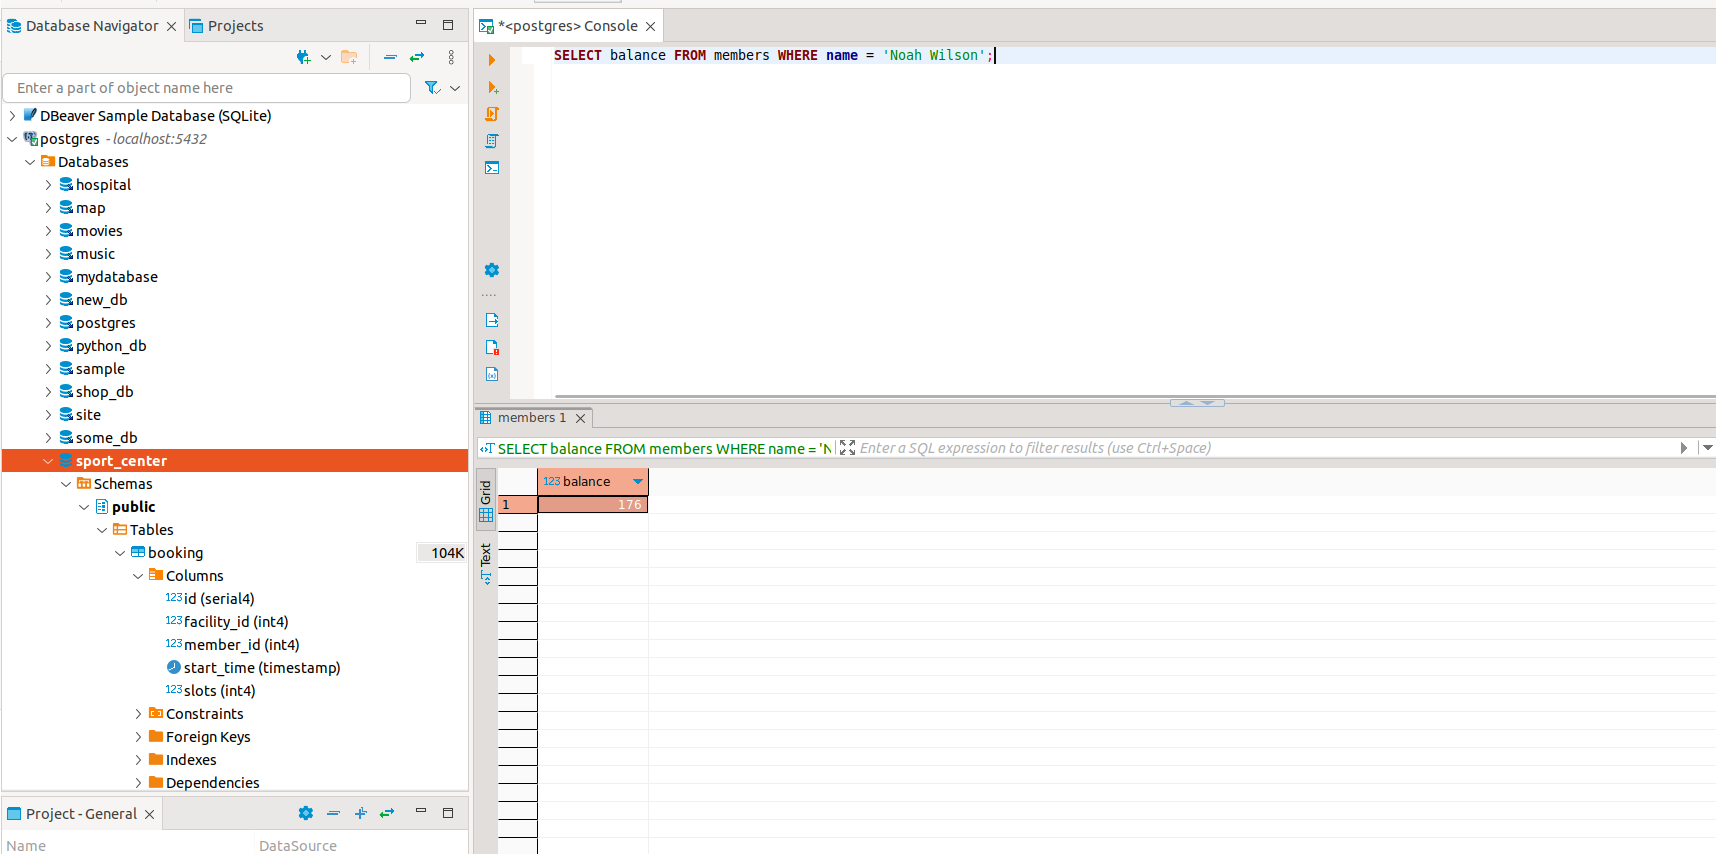 Database Navigator
Projects
Enter a part of object name here
DBeaver Sample Database (SQLite)
postgres - localhost:5432
Databases
hospital
map
movies
music
mydatabase
new_db
postgres
python_db
sample
shop_db
site
some_db
sport_center
Schemas
public
Tables
booking 104K
Columns
123 id (serial4)
123 facility_id (int4)
123 member_id (int4)
start_time (timestamp)
123 slots (int4)
Constraints
Foreign Keys
Indexes
Dependencies
Project - General
Name DataSource
*<postgres> Console
SELECT balance FROM members WHERE name = 'Noah Wilson';
members 1
SELECT balance FROM members WHERE name = 'N
Enter a SQL expression to filter results (use Ctrl+Space)
Grid
Text
123 balance
1 176